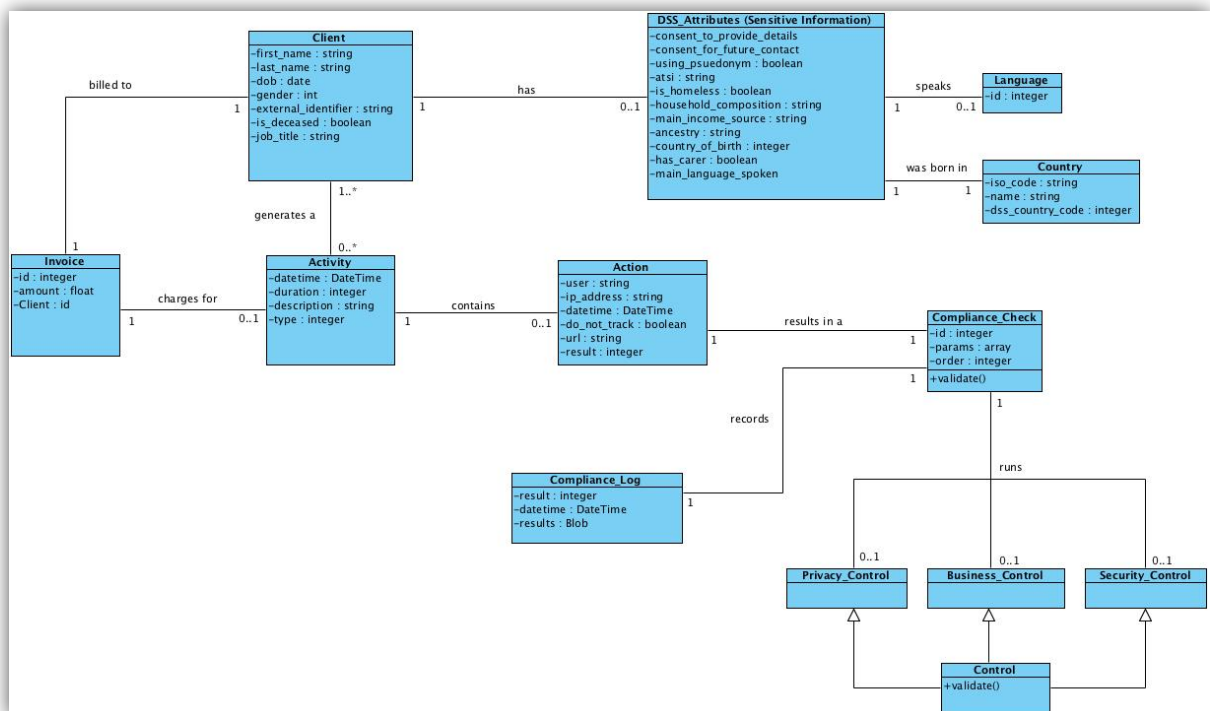 Client
-first_name : string
-last_name : string
-dob : date
-gender : int
-external_identifier : string
-is_deceased : boolean
-job_title : string
DSS_Attributes (Sensitive Information)
-consent_to_provide_details
-consent_for_future_contact
-using_psuedonym : boolean
-atsi : string
-is_homeless : boolean
-household_composition : string
-main_income_source : string
-ancestry : string
-country_of_birth : integer
-has_carer : boolean
-main_language_spoken
Language
-id : integer
Country
-iso_code : string
-name : string
-dss_country_code : integer
billed to
1
1
has
1
0..1
speaks
1
0..1
was born in
1
1
generates a
1..*
0..*
Invoice
-id : integer
-amount : float
-Client : id
charges for
1
0..1
Activity
-datetime : DateTime
-duration : integer
-description : string
-type : integer
contains
1
0..1
Action
-user : string
-ip_address : string
-datetime : DateTime
-do_not_track : boolean
-url : string
-result : integer
results in a
1
1
Compliance_Check
-id : integer
-params : array
-order : integer
+validate()
records
1
1
Compliance_Log
-result : integer
-datetime : DateTime
-results : Blob
1
runs
0..1
0..1
0..1
Privacy_Control
Business_Control
Security_Control
Control
+validate()